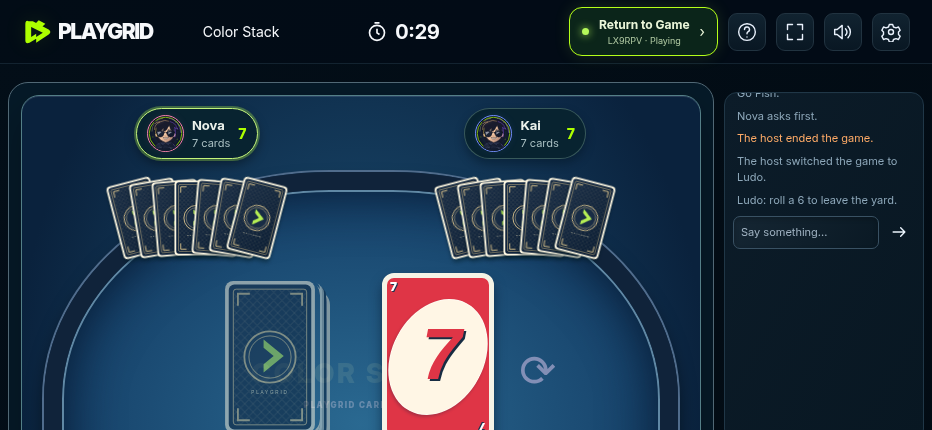 PLAYGRID
Color Stack
0:29
Return to Game
LX9RPV · Playing
Nova
7 cards
7
Kai
7 cards
7
Go Fish.
Nova asks first.
The host ended the game.
The host switched the game to
Ludo.
Ludo: roll a 6 to leave the yard.
Say something...
7
7
7
PLAYGRID